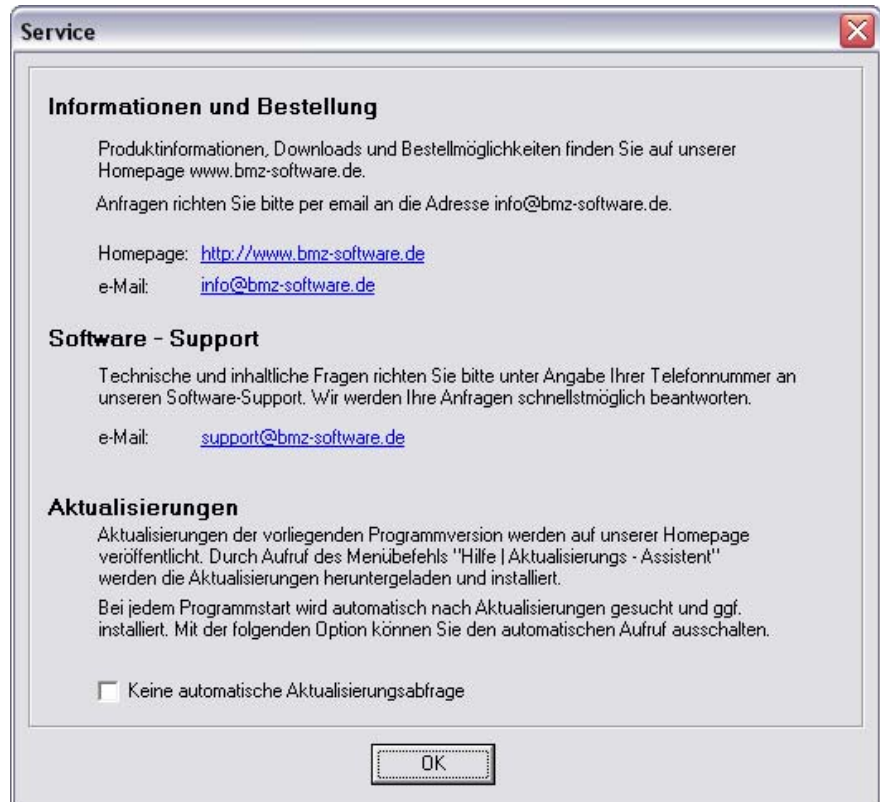 Service
Informationen und Bestellung
Produktinformationen, Downloads und Bestellmöglichkeiten finden Sie auf unserer
Homepage www.bmz-software.de.
Anfragen richten Sie bitte per email an die Adresse info@bmz-software.de.
Homepage: http://www.bmz-software.de
e-Mail: info@bmz-software.de
Software - Support
Technische und inhaltliche Fragen richten Sie bitte unter Angabe Ihrer Telefonnummer an
unseren Software-Support. Wir werden Ihre Anfragen schnellstmöglich beantworten.
e-Mail: support@bmz-software.de
Aktualisierungen
Aktualisierungen der vorliegenden Programmversion werden auf unserer Homepage
veröffentlicht. Durch Aufruf des Menübefehls "Hilfe | Aktualisierungs - Assistent"
werden die Aktualisierungen heruntergeladen und installiert.
Bei jedem Programmstart wird automatisch nach Aktualisierungen gesucht und ggf.
installiert. Mit der folgenden Option können Sie den automatischen Aufruf ausschalten.
Keine automatische Aktualisierungsabfrage
OK